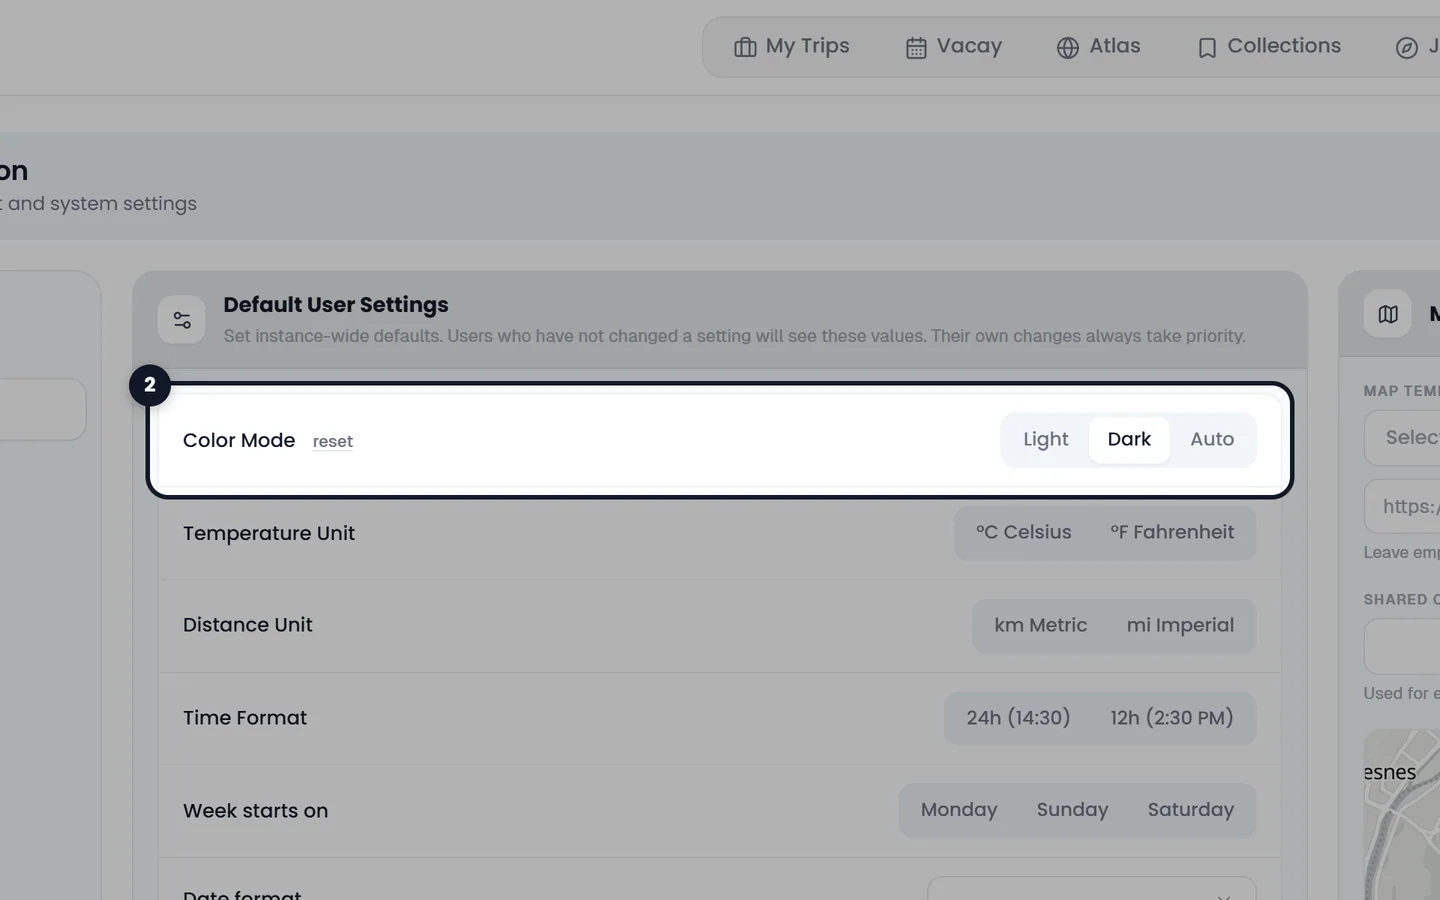 My Trips
Vacay
Atlas
Collections
J
on
t and system settings
Default User Settings
Set instance-wide defaults. Users who have not changed a setting will see these values. Their own changes always take priority.
2
Color Mode
reset
Light
Dark
Auto
Temperature Unit
°C Celsius
°F Fahrenheit
Distance Unit
km Metric
mi Imperial
Time Format
24h (14:30)
12h (2:30 PM)
Week starts on
Monday
Sunday
Saturday
Date format
M
MAP TEM
Selec
https:/
Leave emp
SHARED
Used for e
esnes